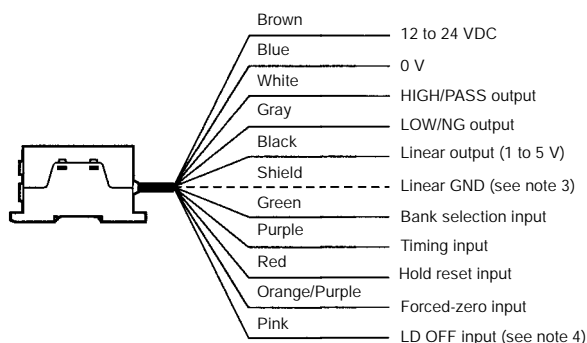 Brown
12 to 24 VDC
Blue
0 V
White
HIGH/PASS output
Gray
LOW/NG output
Black
Linear output (1 to 5 V)
Shield
Linear GND (see note 3)
Green
Bank selection input
Purple
Timing input
Red
Hold reset input
Orange/Purple
Forced-zero input
Pink
LD OFF input (see note 4)